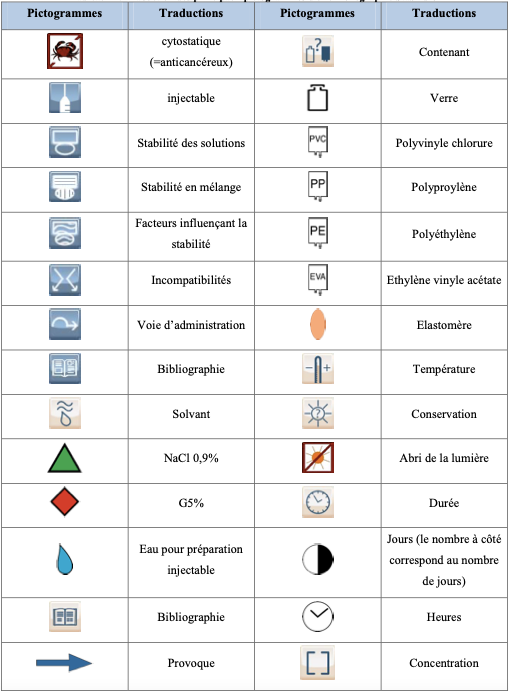 Pictogrammes Traductions Pictogrammes Traductions
cytostatique
(=anticancéreux)
? Contenant
injectable
Verre
Stabilité des solutions
PVC Polyvinyle chlorure
Stabilité en mélange
PP Polyproylène
Facteurs influençant la
stabilité
PE Polyéthylène
Incompatibilités
EVA Ethylène vinyle acétate
Voie d’administration
Elastomère
Bibliographie
− + Température
Solvant
? Conservation
NaCl 0,9%
Abri de la lumière
G5%
Durée
Eau pour préparation
injectable
Jours (le nombre à côté
correspond au nombre
de jours)
Bibliographie
Heures
Provoque
[ ] Concentration